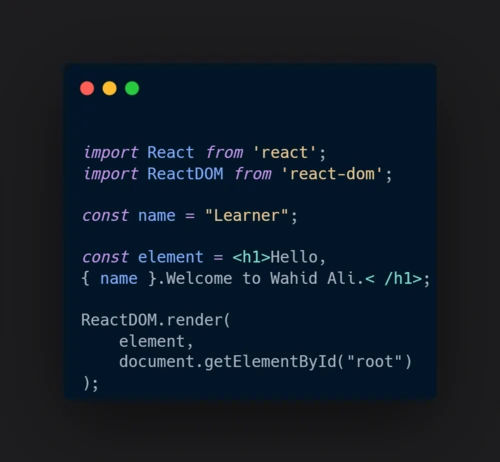 import React from 'react';
import ReactDOM from 'react-dom';
const name = "Learner";
const element = <h1>Hello,
{ name }.Welcome to Wahid Ali.< /h1>;
ReactDOM.render(
    element,
    document.getElementById("root")
);